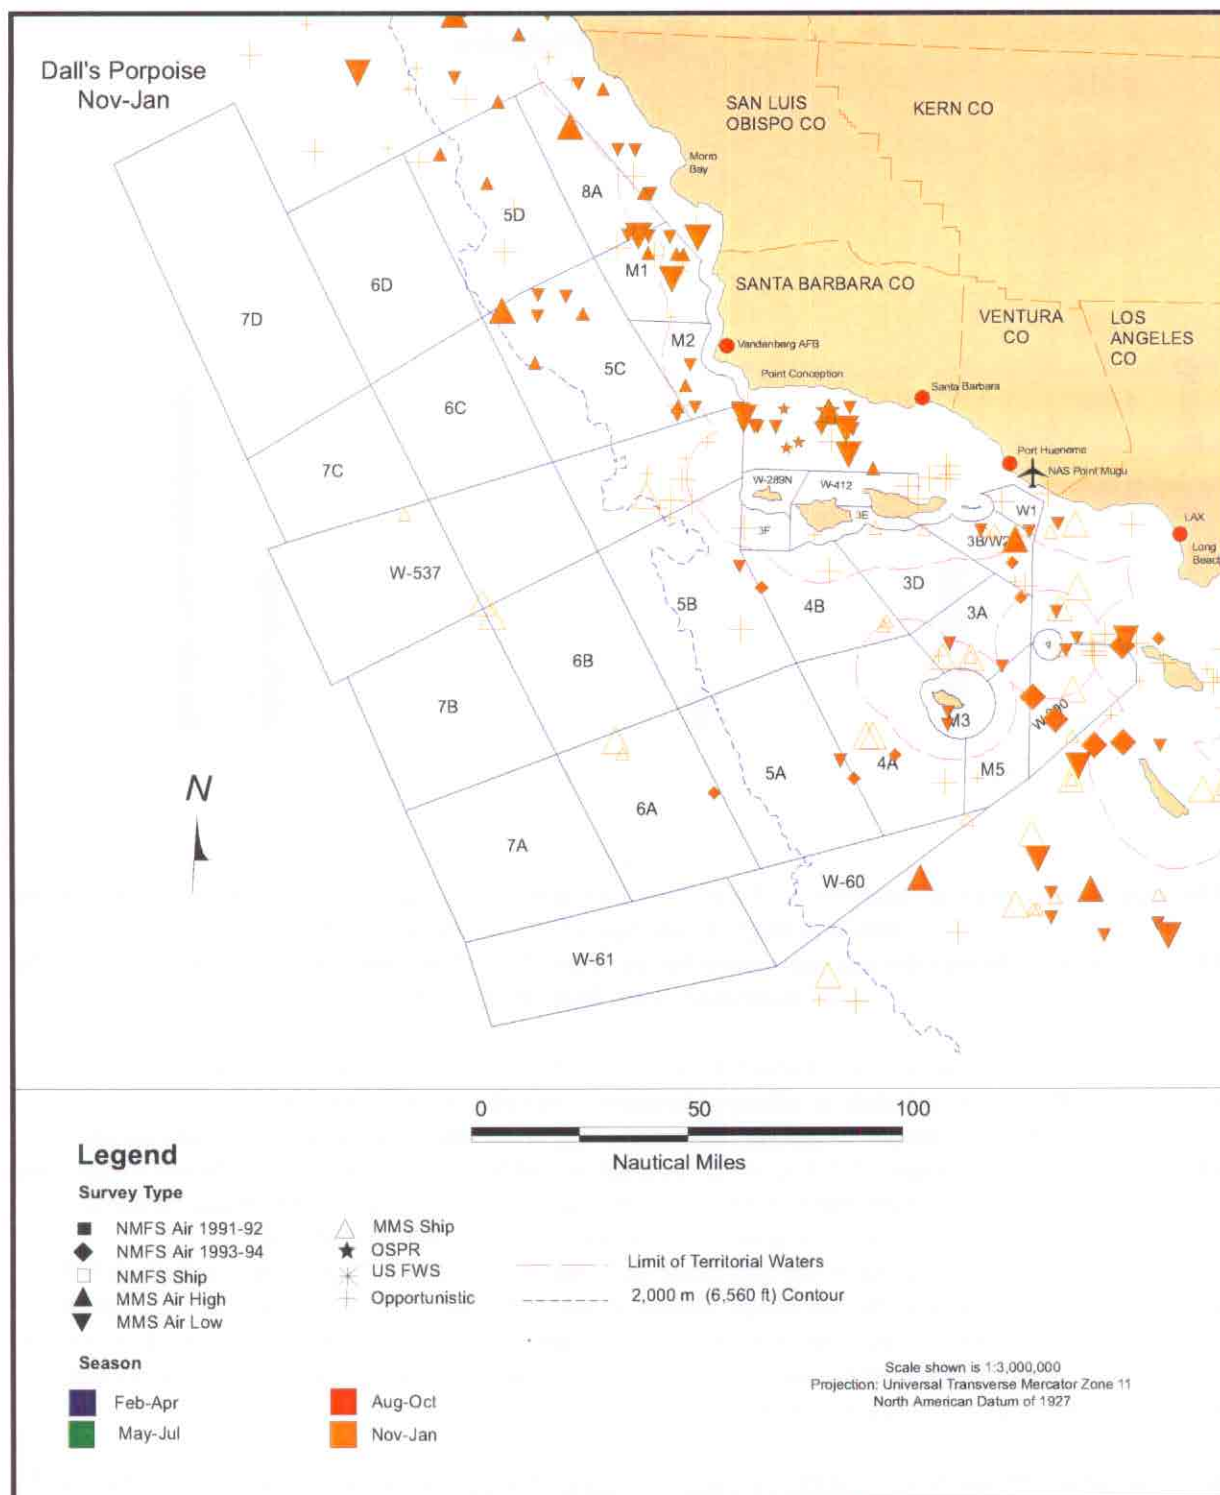 Dall's Porpoise
Nov-Jan
SAN LUIS
OBISPO CO
KERN CO
Morro
Bay
8A
5D
M1
6D
7D
SANTA BARBARA CO
VENTURA
CO
LOS
ANGELES
CO
M2
Vandenberg AFB
5C
Point Conception
Santa Barbara
6C
7C
Port Hueneme
NAS Point Mugu
W-289N
W-412
W1
3E
3F
LAX
3B/W2
Long
Beach
W-537
3D
5B
4B
3A
6B
7B
M3
5A
4A
M5
N
6A
7A
W-60
W-61
0
50
100
Nautical Miles
Legend
Survey Type
NMFS Air 1991-92
NMFS Air 1993-94
NMFS Ship
MMS Air High
MMS Air Low
MMS Ship
OSPR
US FWS
Opportunistic
Limit of Territorial Waters
2,000 m (6,560 ft) Contour
Season
Feb-Apr
May-Jul
Aug-Oct
Nov-Jan
Scale shown is 1:3,000,000
Projection: Universal Transverse Mercator Zone 11
North American Datum of 1927